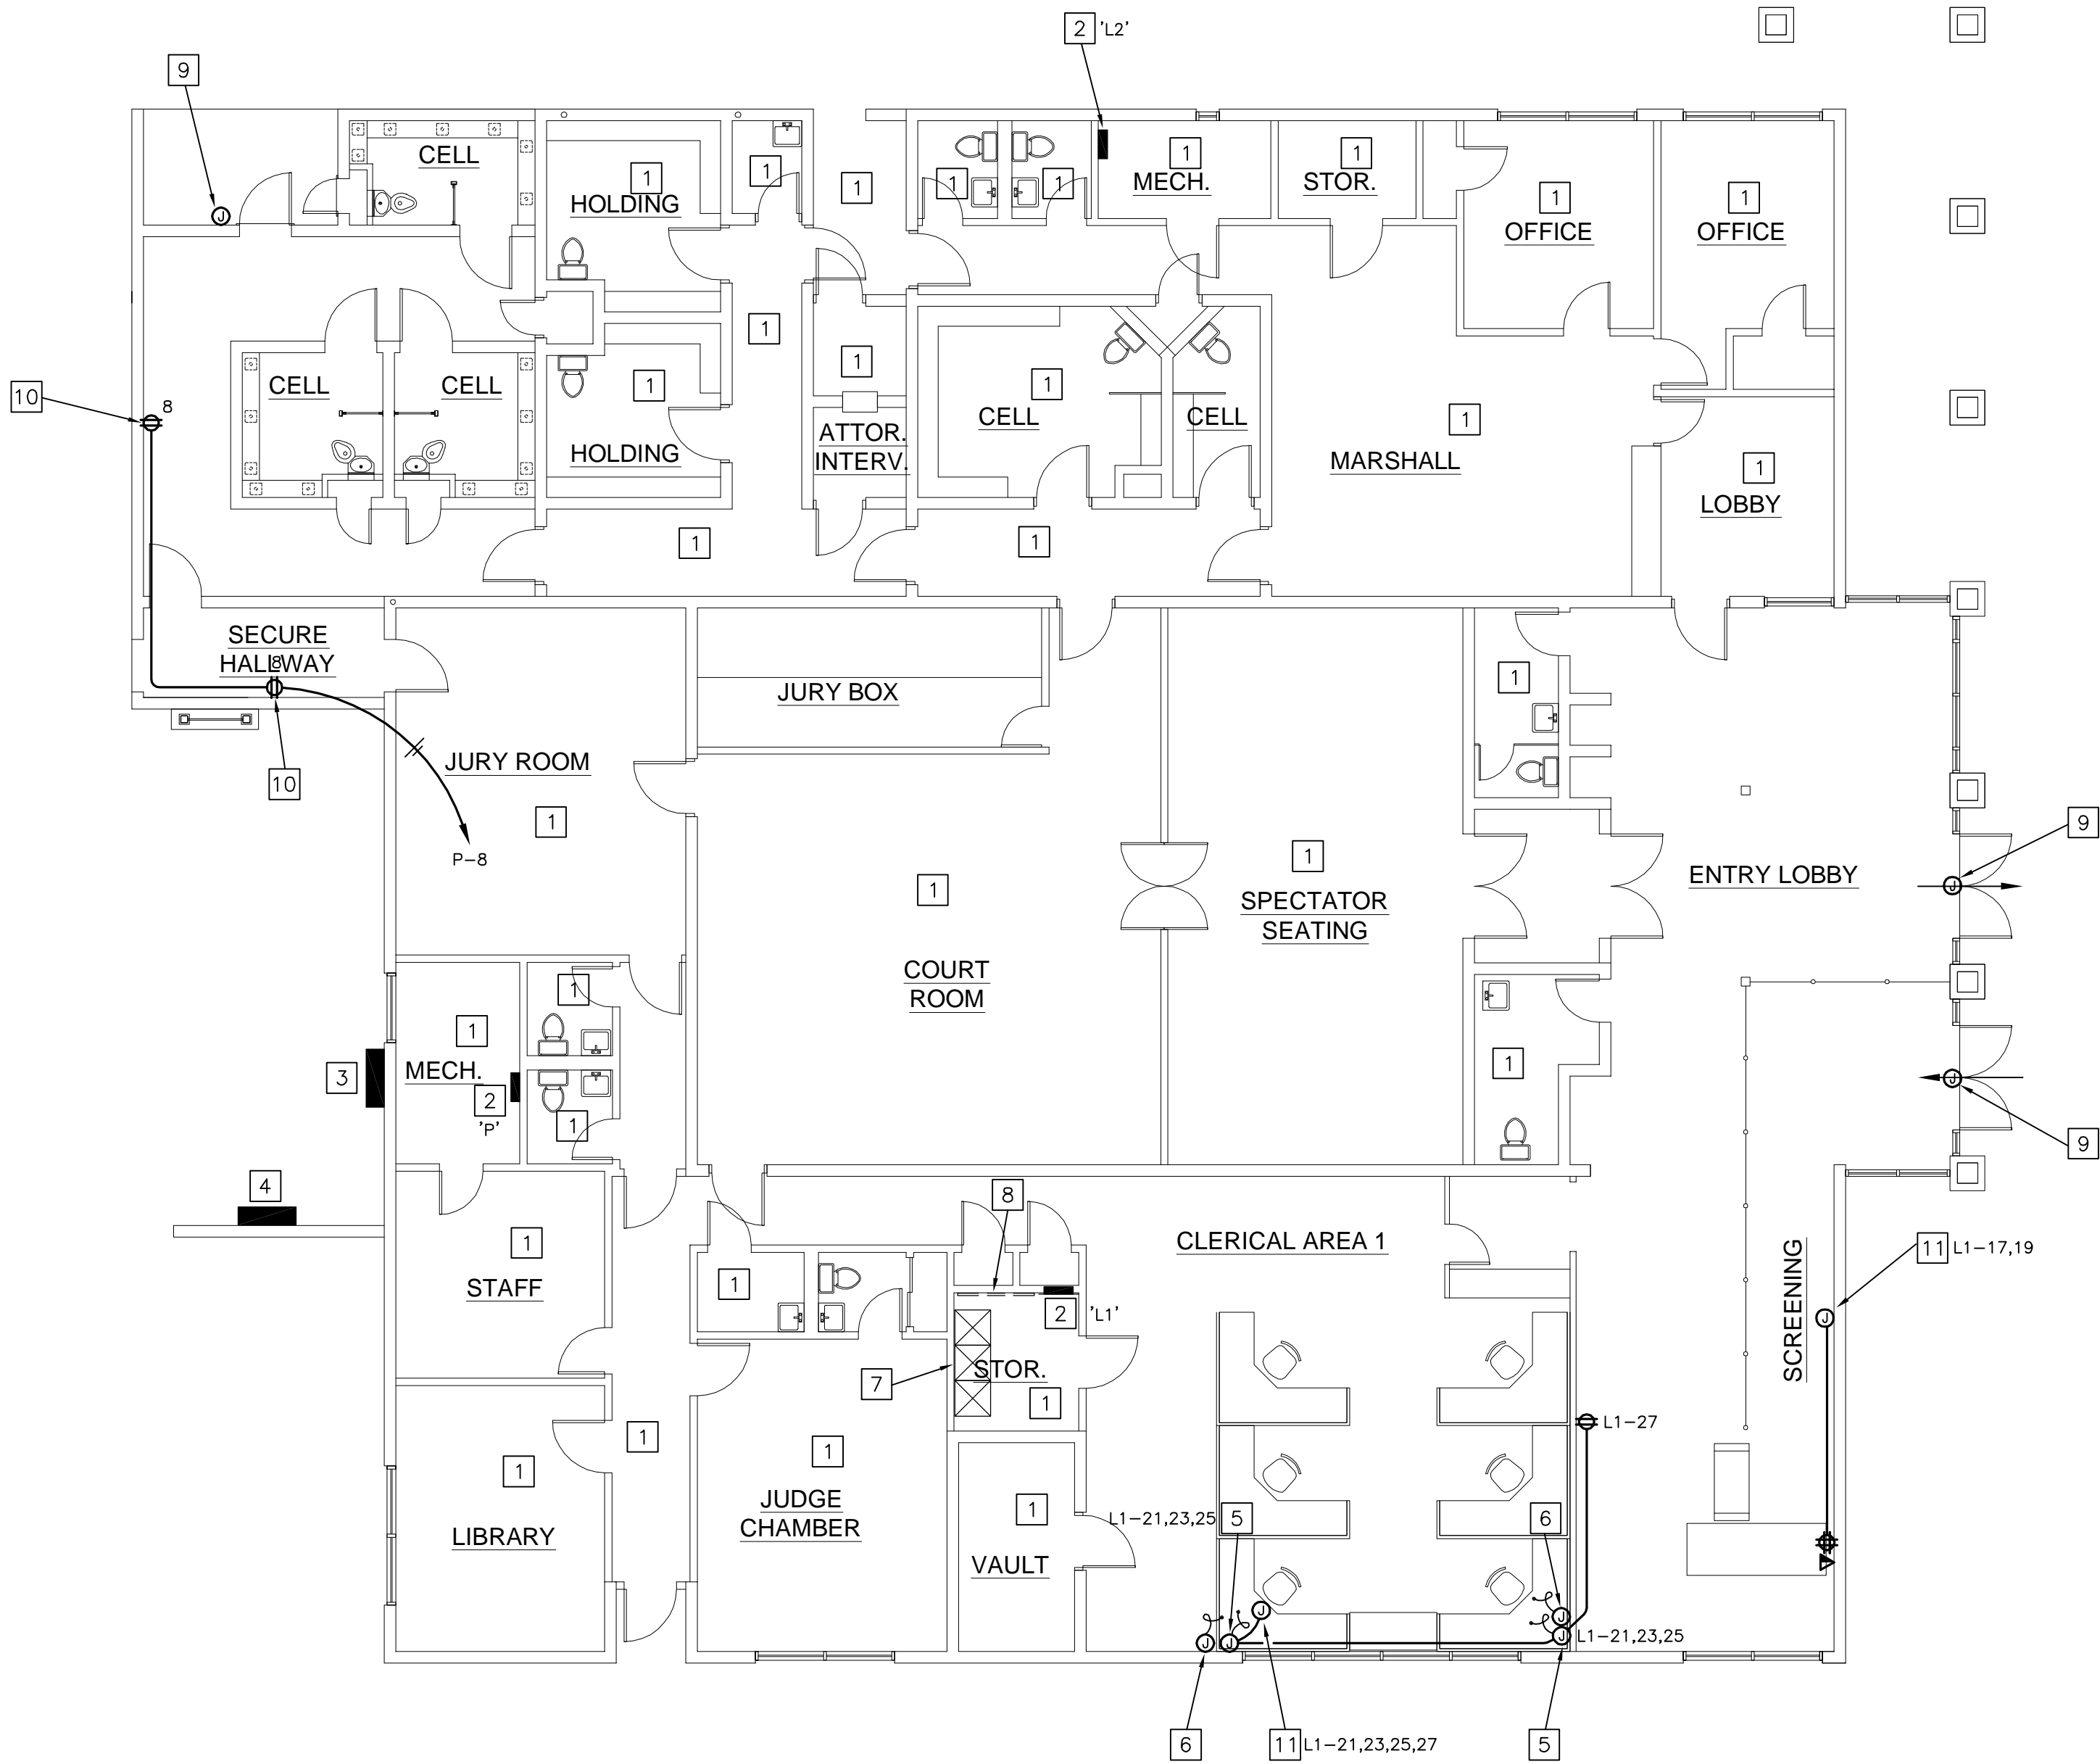 2 'L2'
9
CELL
1
HOLDING
1
1
1
1
1
MECH.
1
STOR.
1
OFFICE
1
OFFICE
J
10
8
CELL
CELL
1
HOLDING
1
1
ATTOR.
INTERV.
1
CELL
CELL
1
MARSHALL
1
LOBBY
1
1
SECURE
HALLWAY
8
10
JURY BOX
1
JURY ROOM
1
P-8
1
COURT
ROOM
1
SPECTATOR
SEATING
ENTRY LOBBY
9
J
J
9
1
1
MECH.
3
2
'P'
1
1
4
1
STAFF
1
8
2 'L1'
STOR.
7
1
CLERICAL AREA 1
SCREENING
11 L1-17,19
J
L1-27
1
LIBRARY
1
1
JUDGE
CHAMBER
1
VAULT
L1-21,23,25 5
6
J
J
J
J
J L1-21,23,25
6
11 L1-21,23,25,27
5